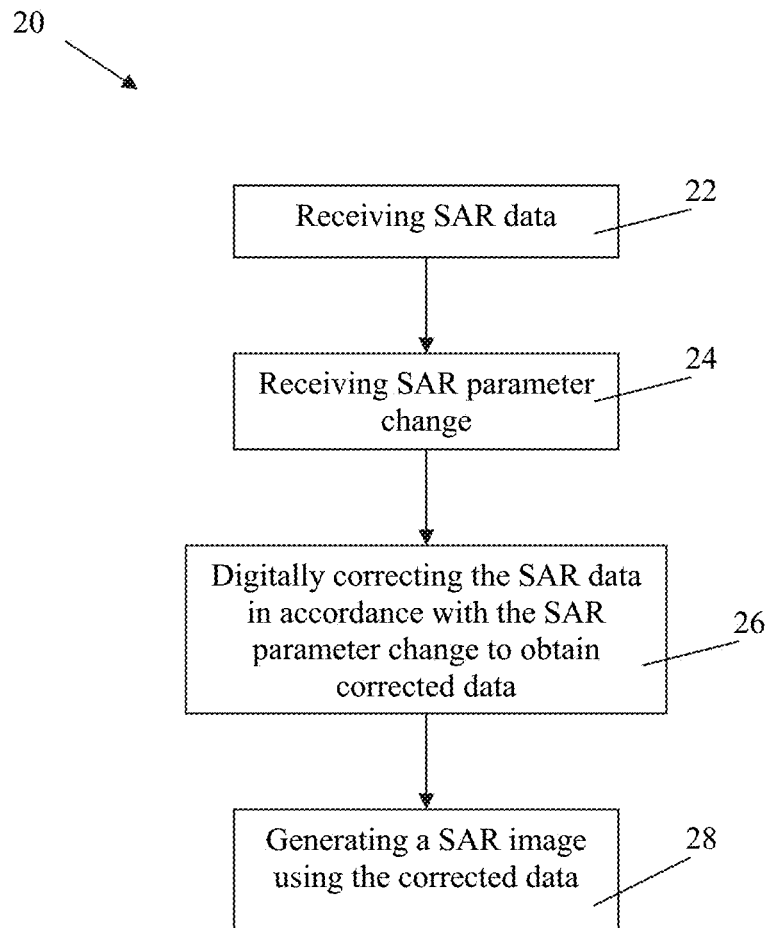 20
Receiving SAR data
22
Receiving SAR parameter
change
24
Digitally correcting the SAR data
in accordance with the SAR
parameter change to obtain
corrected data
26
Generating a SAR image
using the corrected data
28